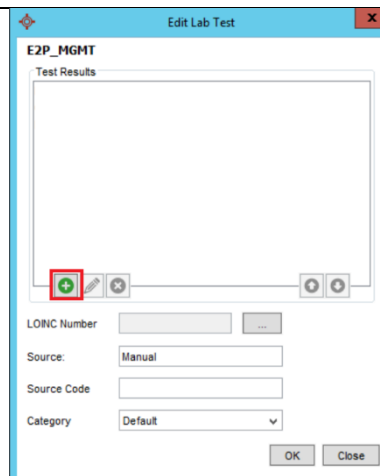 Edit Lab Test
x
E2P_MGMT
Test Results
LOINC Number
...
Source: Manual
Source Code
Category Default
OK Close